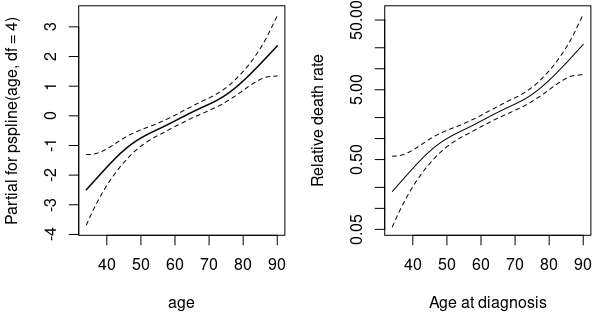 Partial for pspline(age, df = 4)
3
2
1
0
-1
-2
-3
-4
40 50 60 70 80 90
age
Relative death rate
50.00
5.00
0.50
0.05
40 50 60 70 80 90
Age at diagnosis